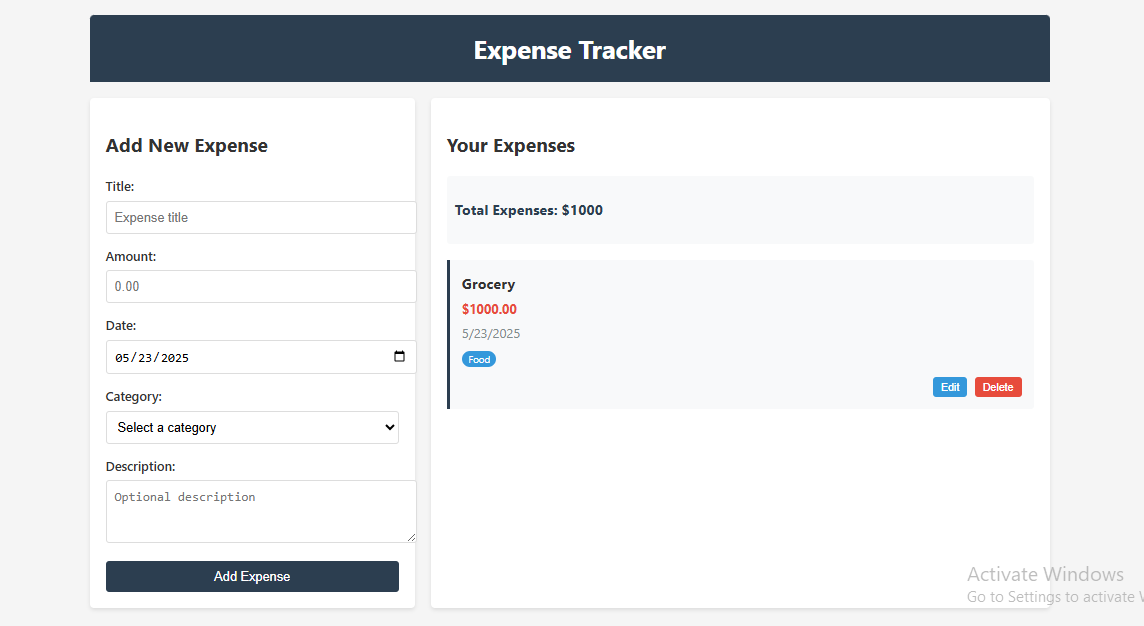 Expense Tracker
Add New Expense
Title:
Expense title
Amount:
0.00
Date:
05/23/2025
Category:
Select a category
Description:
Optional description
Add Expense
Your Expenses
Total Expenses: $1000
Grocery
$1000.00
5/23/2025
Food
Edit Delete
Activate Windows
Go to Settings to activate